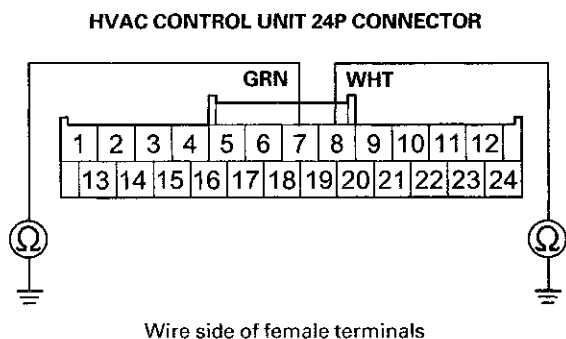 HVAC CONTROL UNIT 24P CONNECTOR
GRN WHT
1 2 3 4 5 6 7 8 9 10 11 12
13 14 15 16 17 18 19 20 21 22 23 24
Ω Ω
Wire side of female terminals